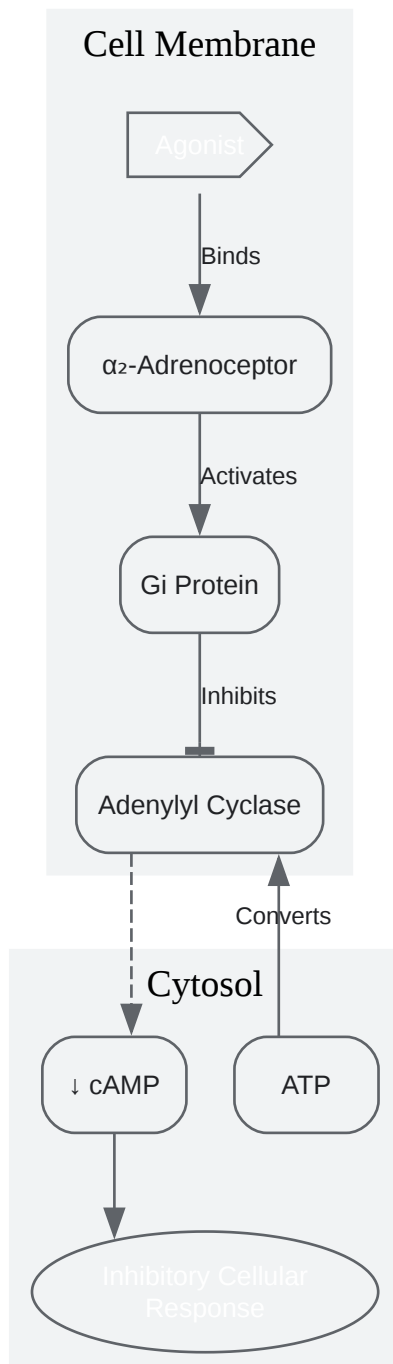 Cell Membrane
Agonist
Binds
α₂-Adrenoceptor
Activates
Gi Protein
Inhibits
Adenylyl Cyclase
Converts
Cytosol
↓ cAMP
ATP
Inhibitory Cellular
Response